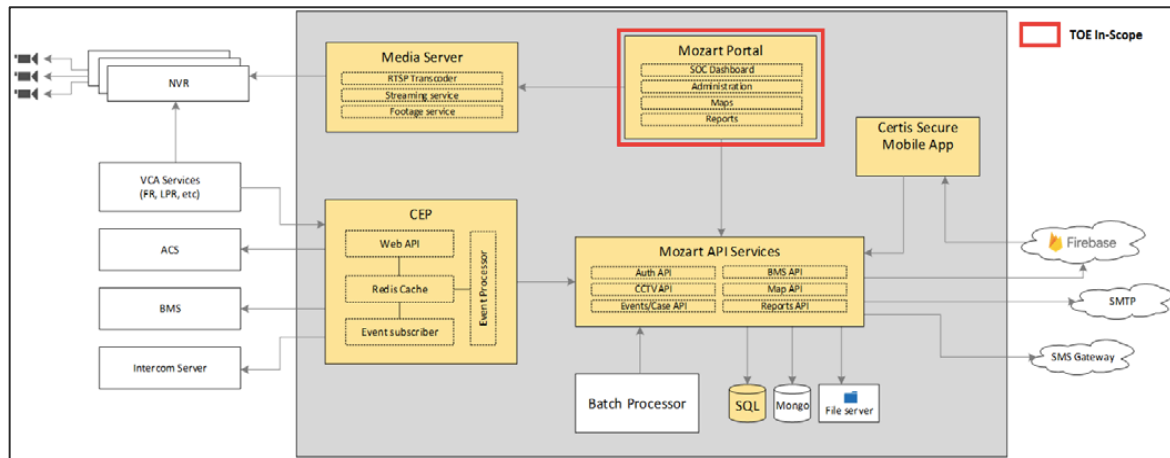 TOE In-Scope
NVR
Media Server
RTSP Transcoder
Streaming service
Footage service
Mozart Portal
SOC Dashboard
Administration
Maps
Reports
Certis Secure
Mobile App
VCA Services
(FR, LPR, etc)
ACS
BMS
Intercom Server
CEP
Web API
Redis Cache
Event subscriber
Event Processor
Mozart API Services
Auth API
BMS API
CCTV API
Map API
Events/Case API
Reports API
Firebase
SMTP
SMS Gateway
Batch Processor
SQL
Mongo
File server